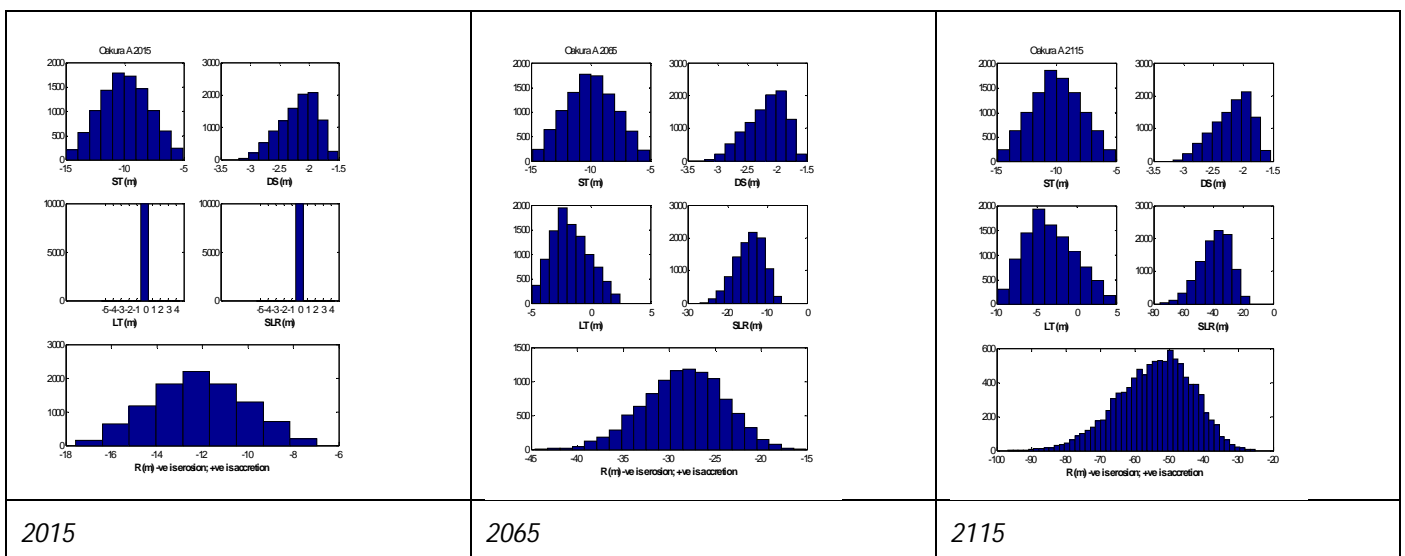 Oakura A 2015
2000
1500
1000
500
0
-15 -10 -5
ST (m)
3000
2000
1000
0
-3.5 -3 -2.5 -2 -1.5
DS (m)
10000
5000
0
-5-4-3-2-1 0 1 2 3 4
LT (m)
10000
5000
0
-5-4-3-2-1 0 1 2 3 4
SLR (m)
3000
2000
1000
0
-18 -16 -14 -12 -10 -8 -6
R (m) -ve is erosion; +ve is accretion
2015
Oakura A 2065
2000
1500
1000
500
0
-15 -10 -5
ST (m)
3000
2000
1000
0
-3.5 -3 -2.5 -2 -1.5
DS (m)
2000
1500
1000
500
0
-5 0 5
LT (m)
3000
2000
1000
0
-30 -20 -10 0
SLR (m)
1500
1000
500
0
-45 -40 -35 -30 -25 -20 -15
R (m) -ve is erosion; +ve is accretion
2065
Oakura A 2115
2000
1500
1000
500
0
-15 -10 -5
ST (m)
3000
2000
1000
0
-3.5 -3 -2.5 -2 -1.5
DS (m)
2000
1500
1000
500
0
-10 -5 0 5
LT (m)
3000
2000
1000
0
-80 -60 -40 -20 0
SLR (m)
600
400
200
0
-100 -90 -80 -70 -60 -50 -40 -30 -20
R (m) -ve is erosion; +ve is accretion
2115